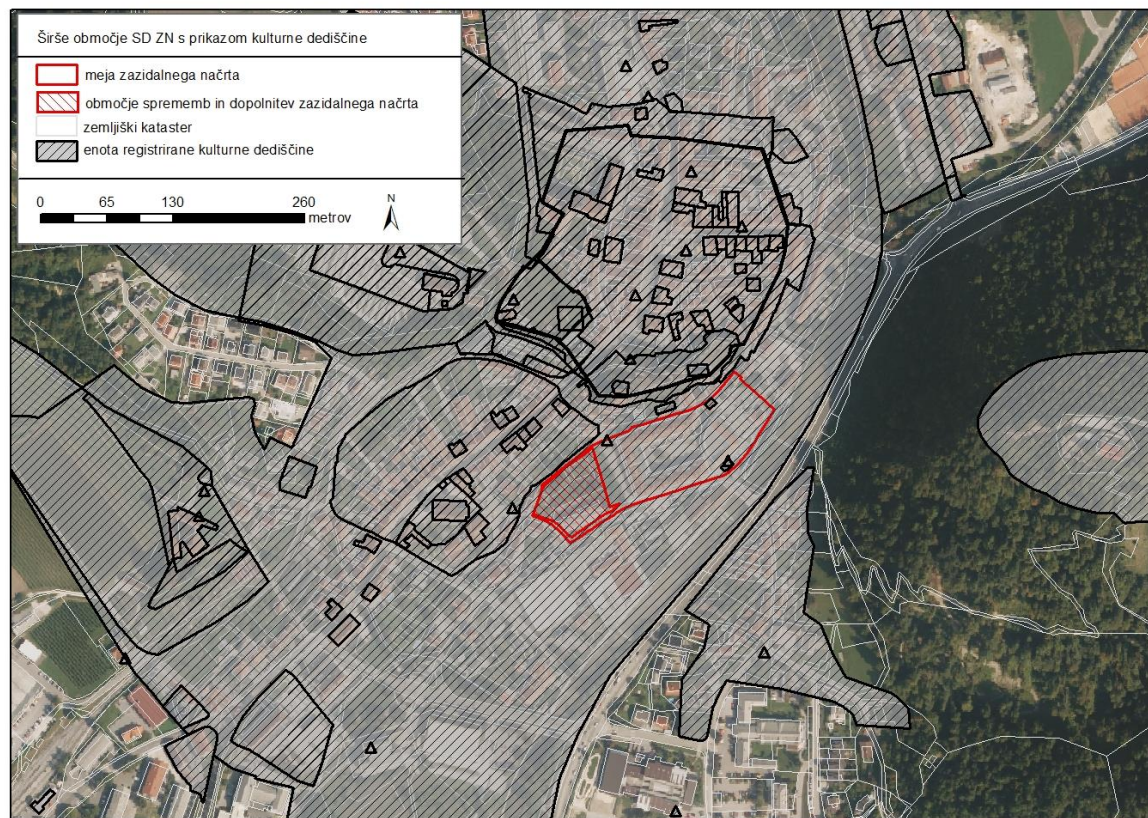 Širše območje SD ZN s prikazom kulturne dediščine
meja zazidalnega načrta
območje sprememb in dopolnitev zazidalnega načrta
zemljiški kataster
enota registrirane kulturne dediščine
0 65 130 260
metrov
N